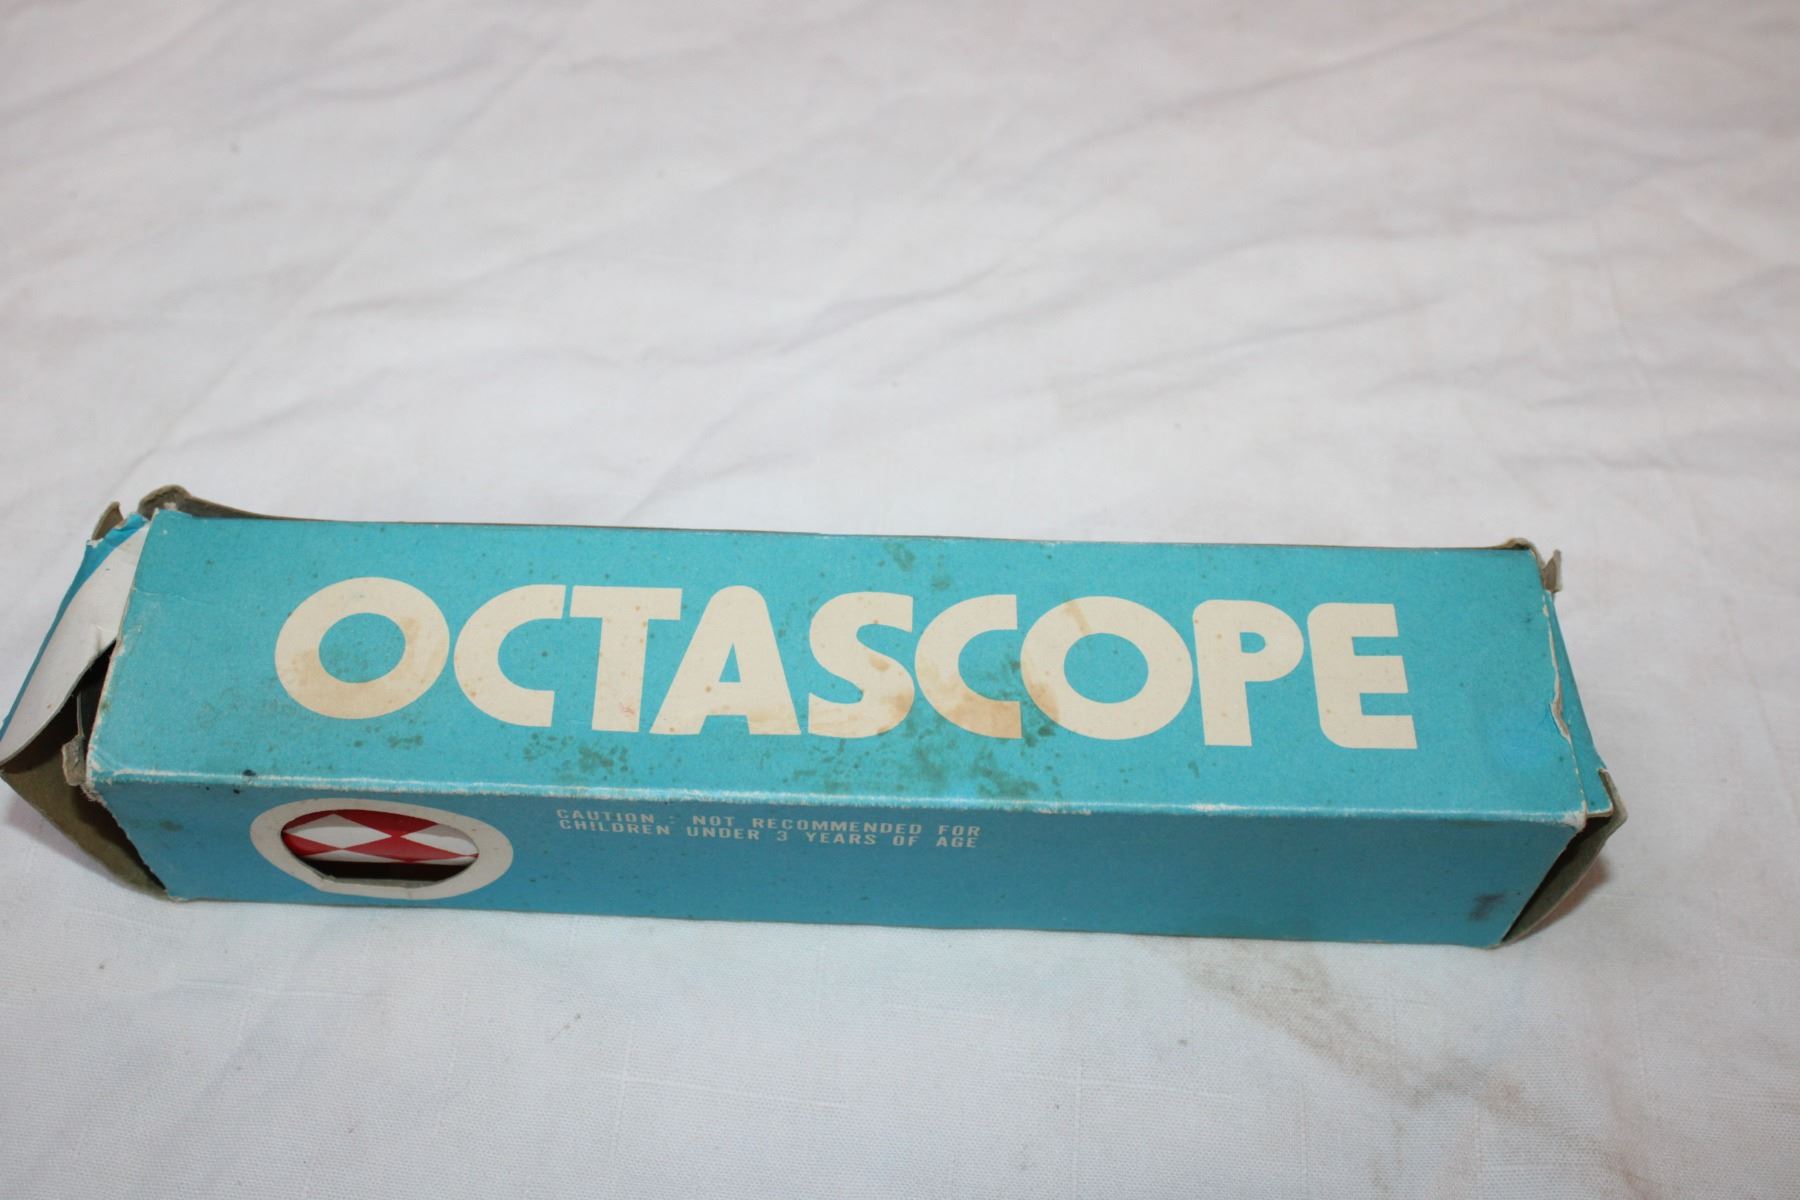 OCTASCOPE
CAUTION : NOT RECOMMENDED FOR
CHILDREN UNDER 3 YEARS OF AGE